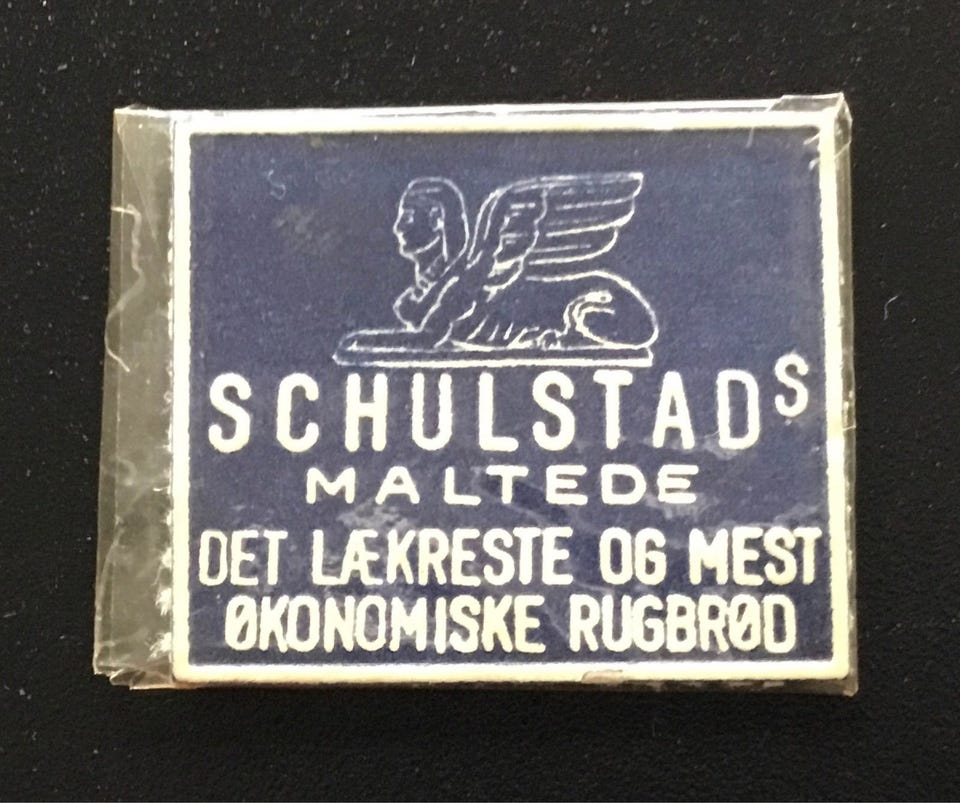 SCHULSTADS
MALTEDE
DET LÆKRESTE OG MEST
ØKONOMISKE RUGBRØD